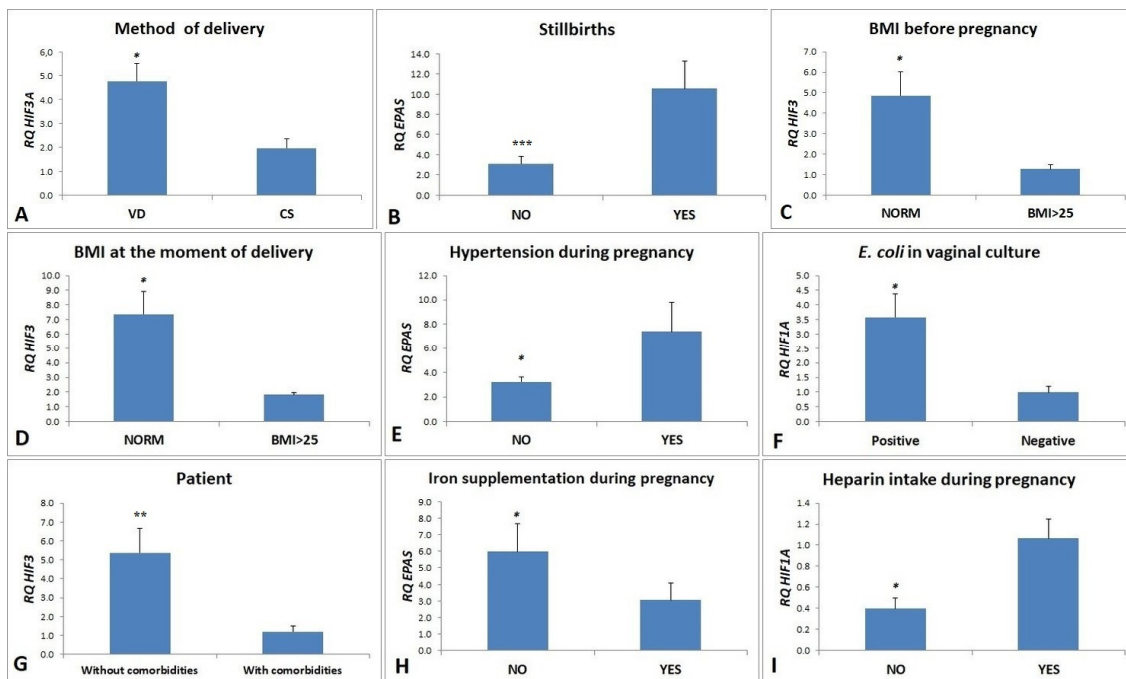 Method of delivery
*
6,0
5.0
4.0
3.0
2.0
1.0
0.0
RQ HIF3A
VD CS
A
Stillbirths
***
14.0
12.0
10.0
8.0
6.0
4.0
2.0
0.0
RQ EPAS
NO YES
B
BMI before pregnancy
*
7.0
6.0
5.0
4.0
3.0
2.0
1.0
0.0
RQ HIF3
NORM BMI>25
C
BMI at the moment of delivery
*
10.0
9.0
8.0
7.0
6.0
5.0
4.0
3.0
2.0
1.0
0.0
RQ HIF3
NORM BMI>25
D
Hypertension during pregnancy
*
12.0
10.0
8.0
6.0
4.0
2.0
0.0
RQ EPAS
NO YES
E
E. coli in vaginal culture
*
5.0
4.5
4.0
3.5
3.0
2.5
2.0
1.5
1.0
0.5
0.0
RQ HIF1A
Positive Negative
F
Patient
**
8.0
7.0
6.0
5.0
4.0
3.0
2.0
1.0
0.0
RQ HIF3
Without comorbidities With comorbidities
G
Iron supplementation during pregnancy
*
9.0
8.0
7.0
6.0
5.0
4.0
3.0
2.0
1.0
0.0
RQ EPAS
NO YES
H
Heparin intake during pregnancy
*
1.4
1.2
1.0
0.8
0.6
0.4
0.2
0.0
RQ HIF1A
NO YES
I